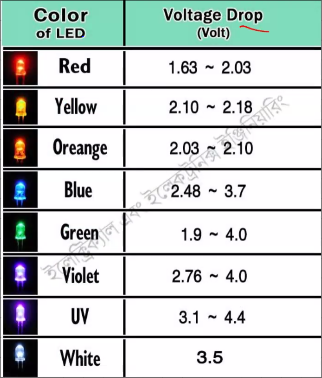 Color Voltage Drop
of LED (Volt)
Red 1.63 ~ 2.03
Yellow 2.10 ~ 2.18
Oreange 2.03 ~ 2.10
Blue 2.48 ~ 3.7
Green 1.9 ~ 4.0
Violet 2.76 ~ 4.0
UV 3.1 ~ 4.4
White 3.5
ইলেক্ট্রিক্যাল এবং ইলেকট্রনিক্স ইঞ্জিনিয়ারিং